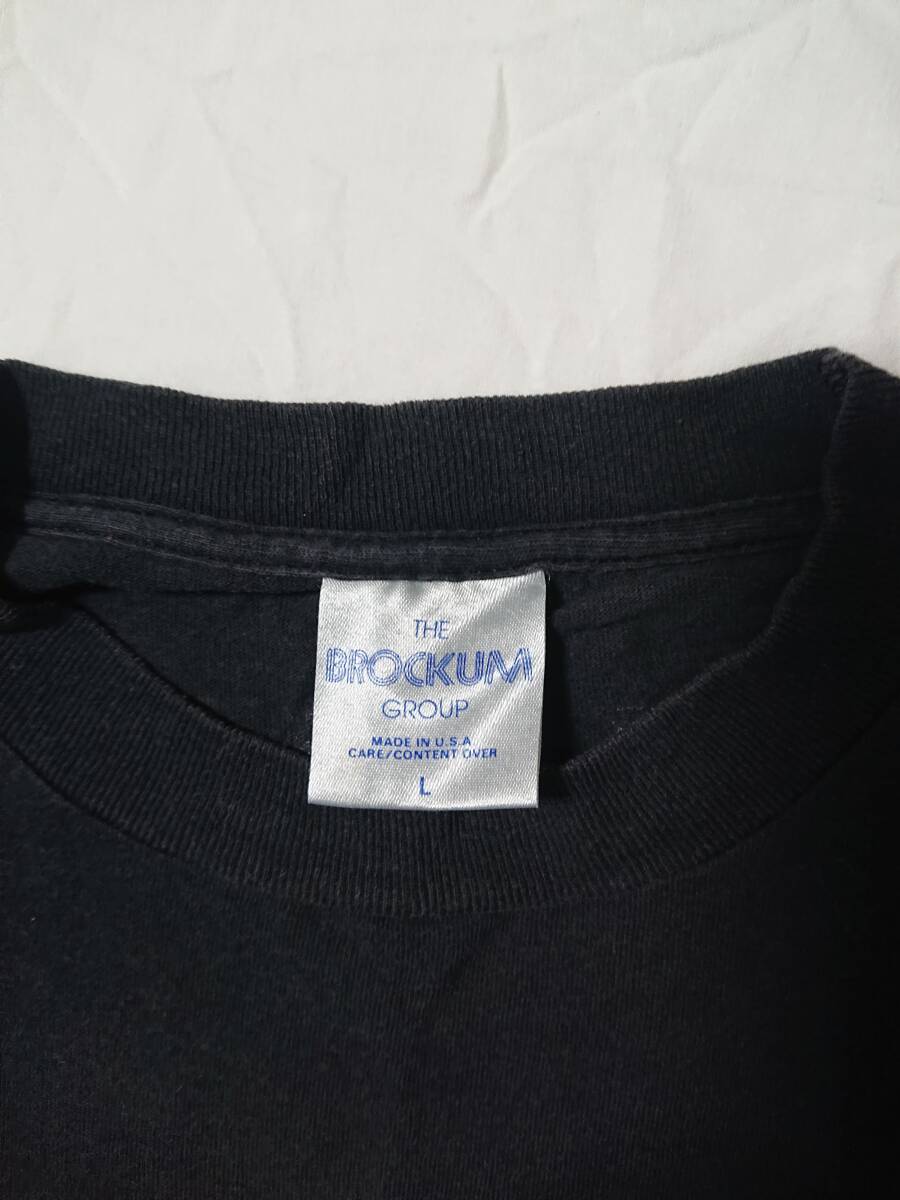 THE
BROCKUM
GROUP
MADE IN U.S.A
CARE/CONTENT OVER
L